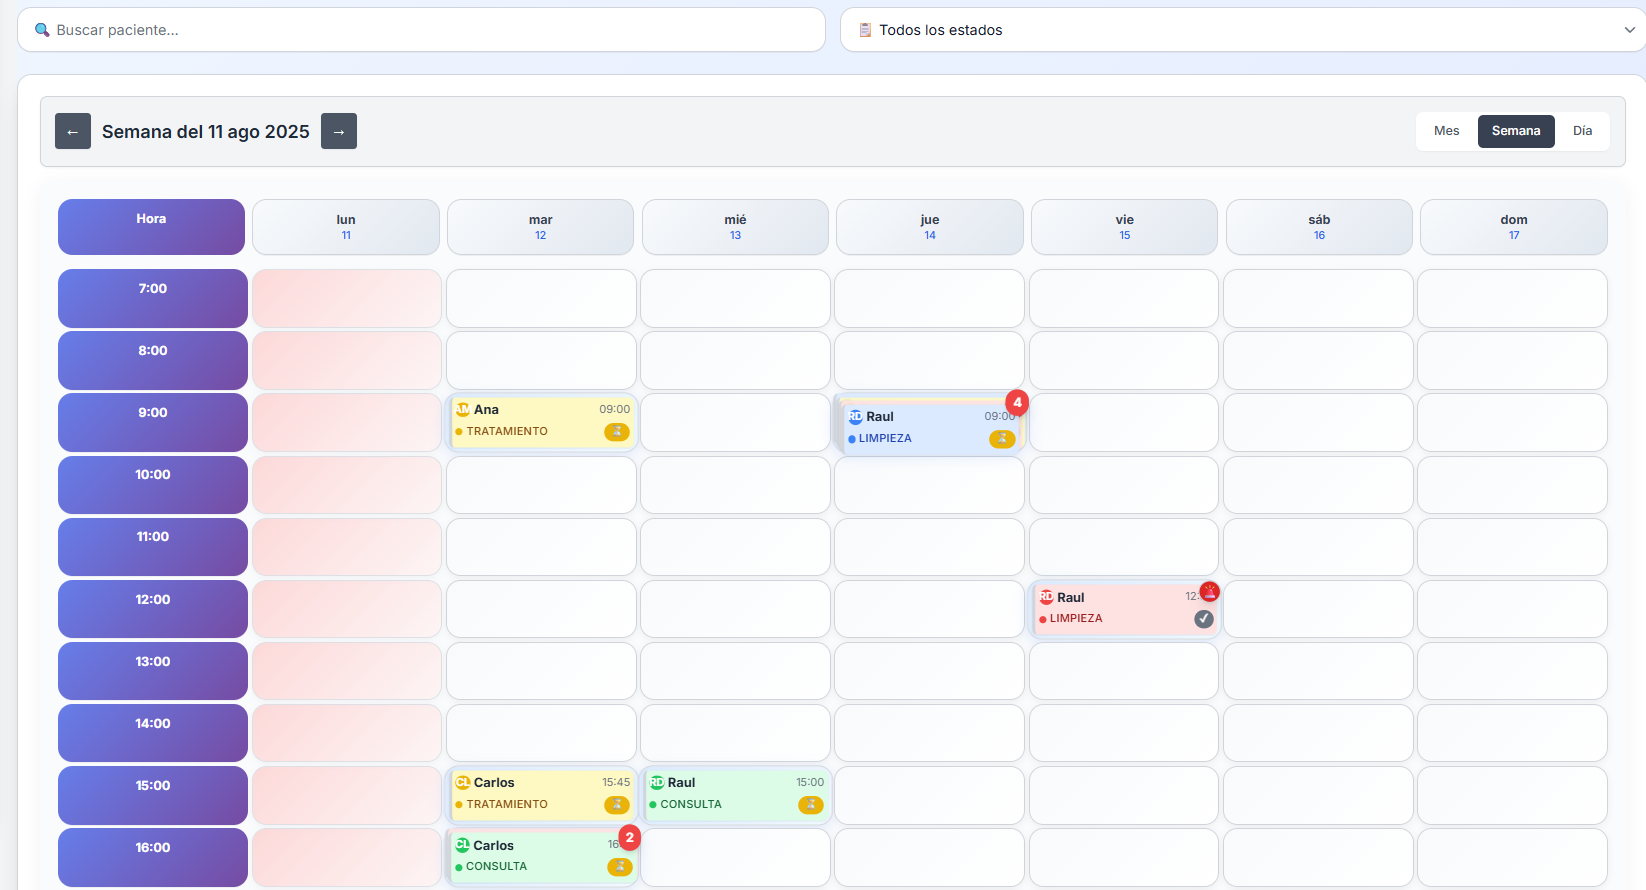 Buscar paciente...
Todos los estados
← Semana del 11 ago 2025 →
Mes Semana Día
Hora lun mar mié jue vie sáb dom
11 12 13 14 15 16 17
7:00
8:00
9:00
AM Ana 09:00
TRATAMIENTO
4
RD Raul 09:00
LIMPIEZA
10:00
11:00
12:00
RD Raul 12:
LIMPIEZA
13:00
14:00
15:00
CL Carlos 15:45
TRATAMIENTO
RD Raul 15:00
CONSULTA
16:00
2
CL Carlos 16
CONSULTA